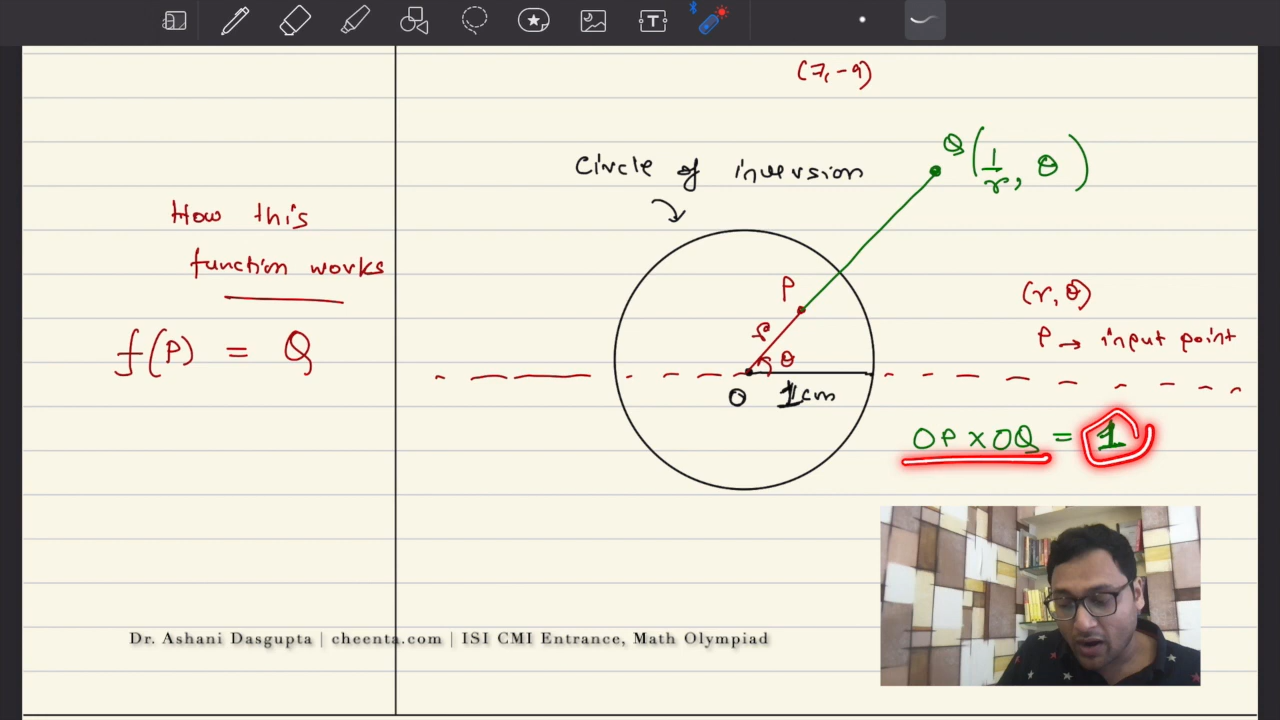 (7, -9)
Circle of inversion
Q (1/r, θ)
How this
function works
f(P) = Q
P
r
θ
(r, θ)
P → input point
O
1cm
OP × OQ = 1
Dr. Ashani Dasgupta | cheenta.com | ISI CMI Entrance, Math Olympiad